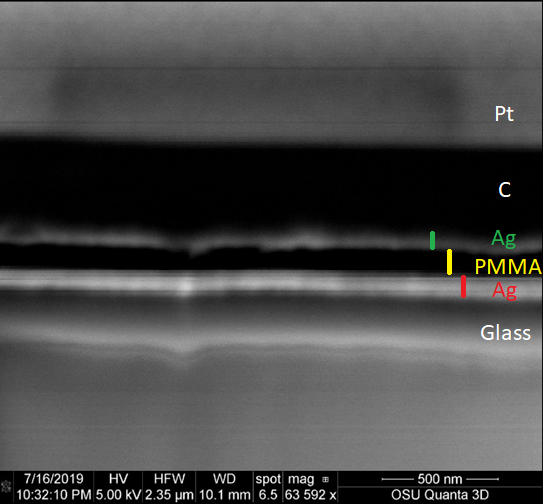 Pt
C
Ag
PMMA
Ag
Glass
7/16/2019 HV HFW WD spot mag ⊞ 500 nm
10:32:10 PM 5.00 kV 2.35 µm 10.1 mm 6.5 63 592 x OSU Quanta 3D